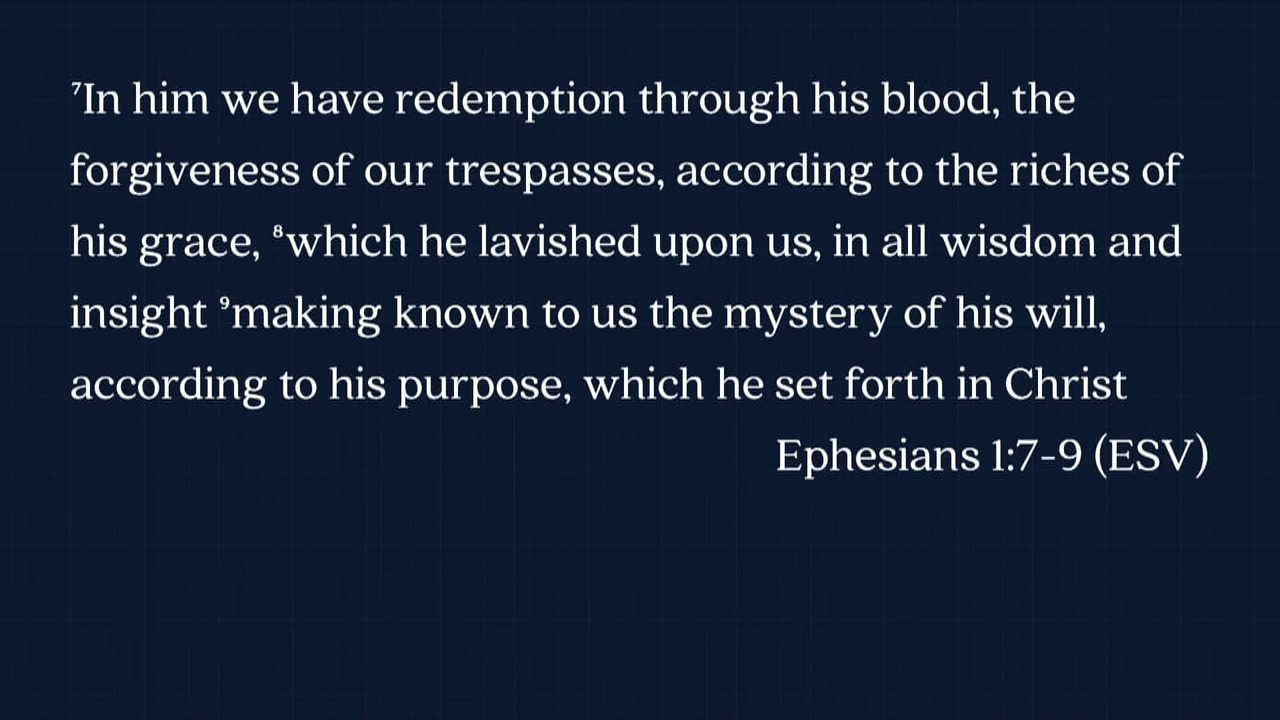 ⁷In him we have redemption through his blood, the
forgiveness of our trespasses, according to the riches of
his grace, ⁸which he lavished upon us, in all wisdom and
insight ⁹making known to us the mystery of his will,
according to his purpose, which he set forth in Christ
Ephesians 1:7-9 (ESV)